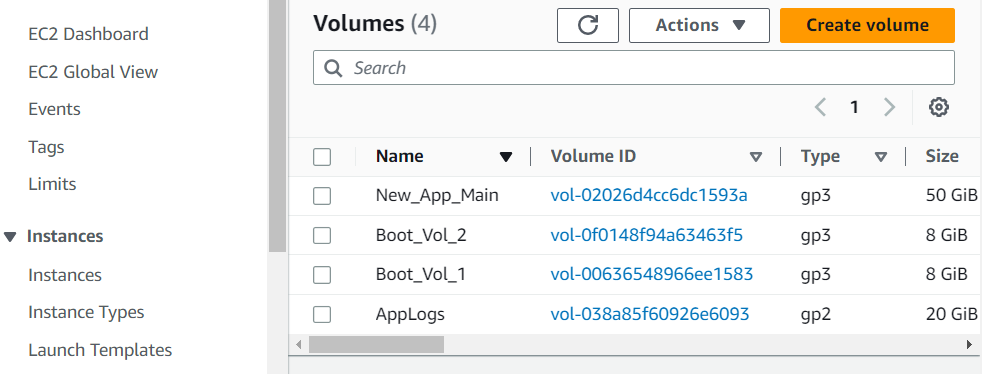 EC2 Dashboard
EC2 Global View
Events
Tags
Limits
Instances
Instances
Instance Types
Launch Templates
Volumes (4)
Actions
Create volume
Search
1
Name Volume ID Type Size
New_App_Main vol-02026d4cc6dc1593a gp3 50 GiB
Boot_Vol_2 vol-0f0148f94a63463f5 gp3 8 GiB
Boot_Vol_1 vol-00636548966ee1583 gp3 8 GiB
AppLogs vol-038a85f60926e6093 gp2 20 GiB